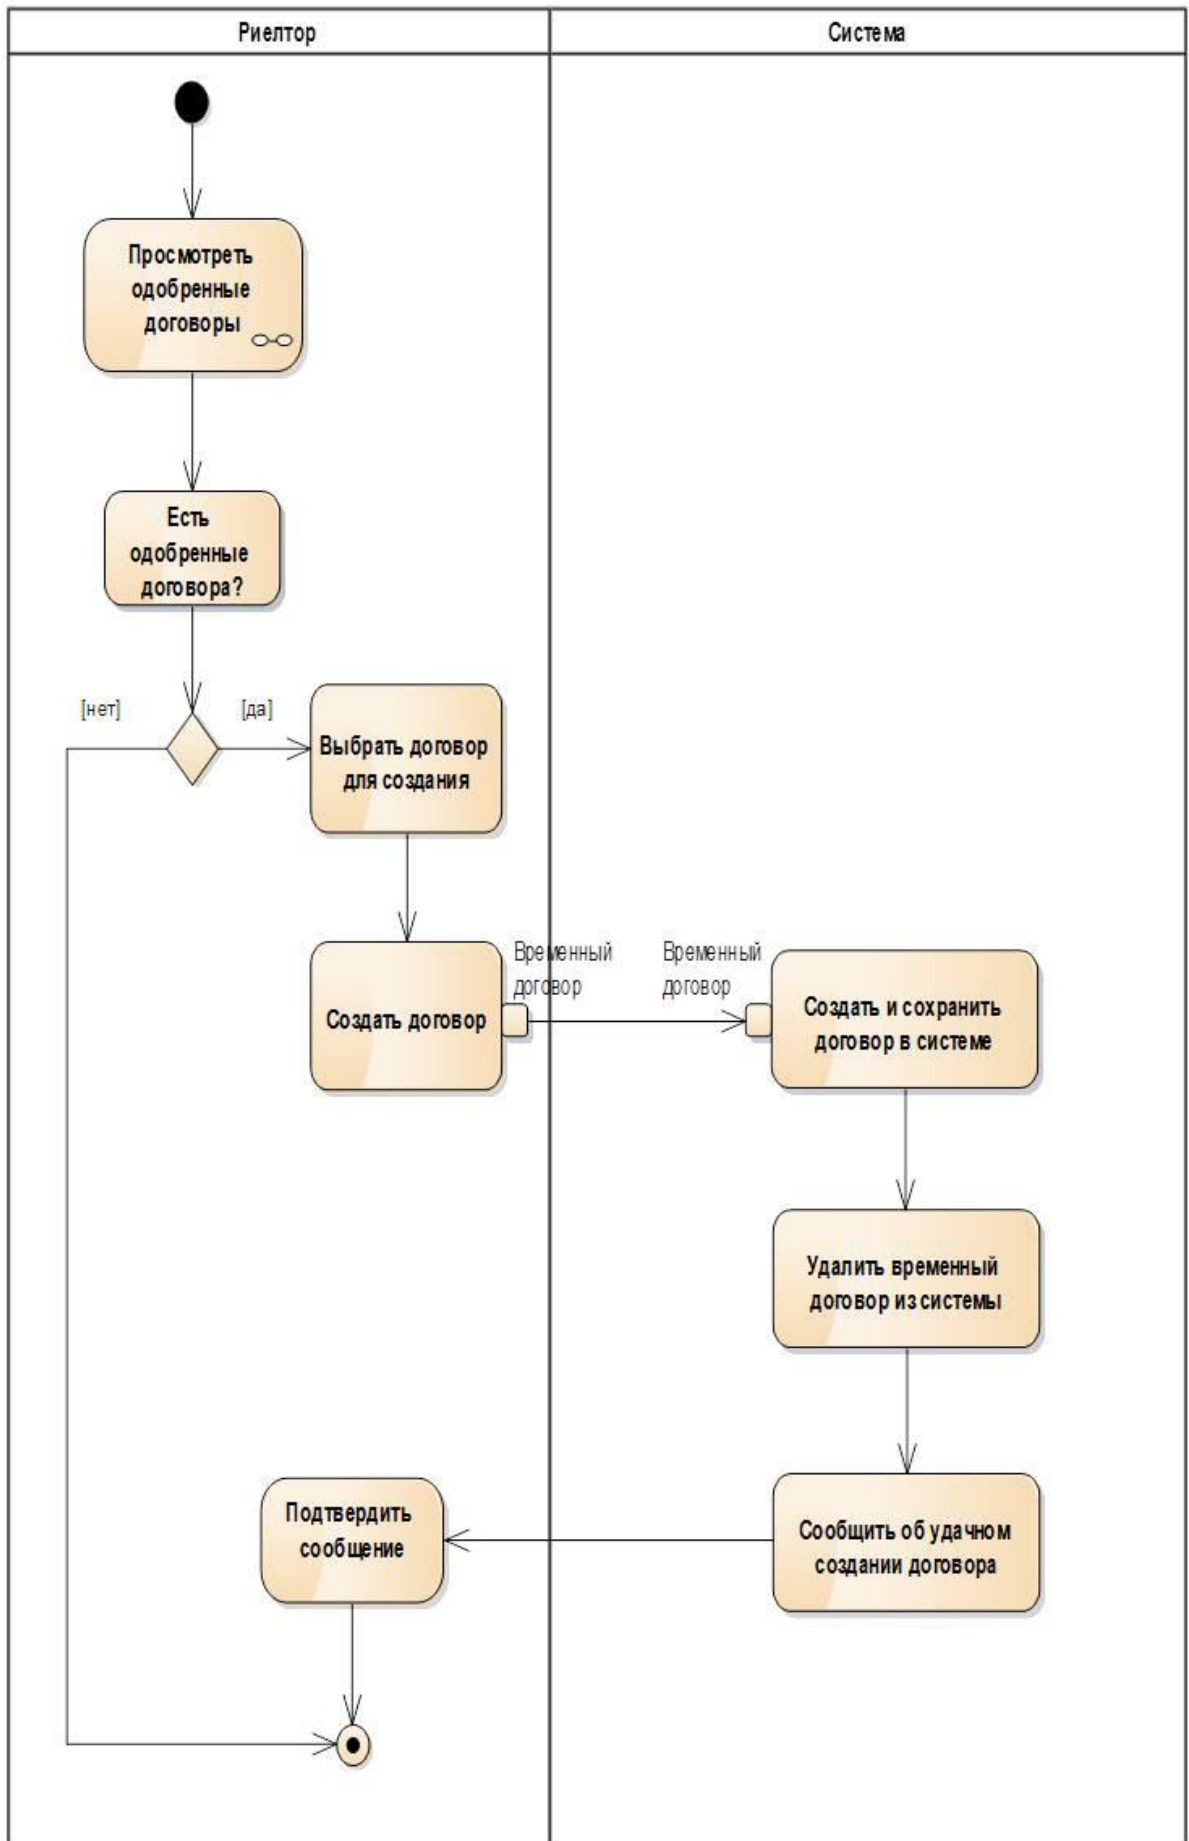 Риелтор
Система
Просмотреть
одобренные
договоры
Есть
одобренные
договора?
[нет]
[да]
Выбрать договор
для создания
Временный
договор
Временный
договор
Создать договор
Создать и сохранить
договор в системе
Удалить временный
договор из системы
Подтвердить
сообщение
Сообщить об удачном
создании договора